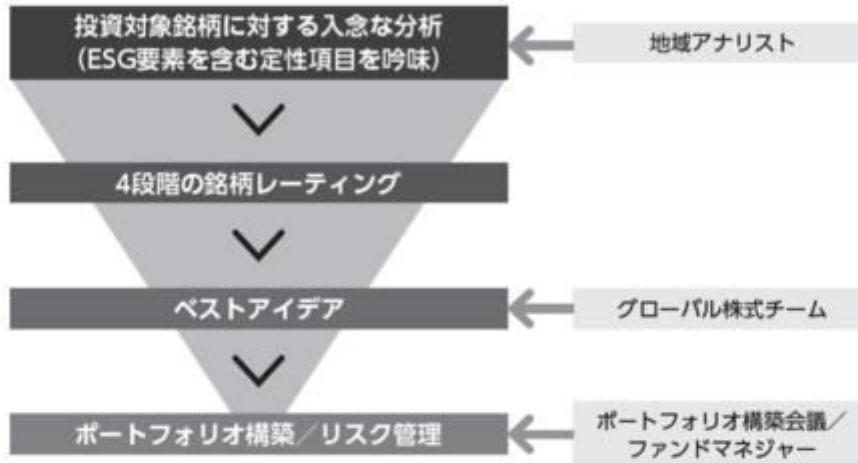 投資対象銘柄に対する入念な分析
（ESG要素を含む定性項目を吟味）
地域アナリスト
4段階の銘柄レーティング
ベストアイデア
グローバル株式チーム
ポートフォリオ構築／リスク管理
ポートフォリオ構築会議／
ファンドマネジャー